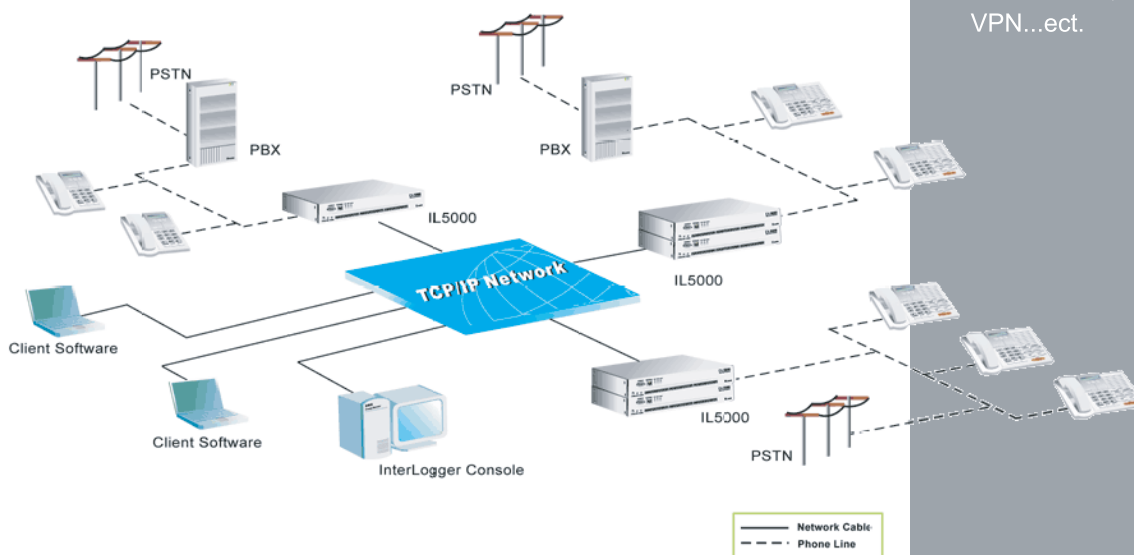 VPN...ect.
PSTN
PSTN
PBX
PBX
IL5000
IL5000
TCP/IP Network
Client Software
Client Software
IL5000
PSTN
InterLogger Console
Network Cable
Phone Line